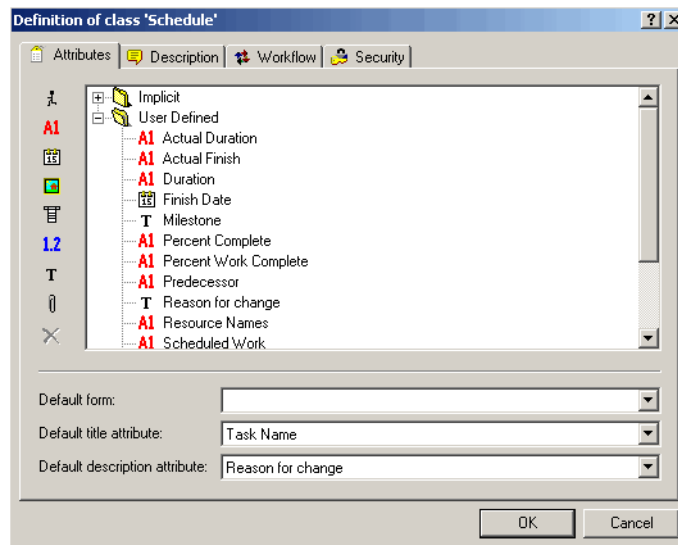 Definition of class 'Schedule'
Attributes Description Workflow Security
Implicit
User Defined
A1 Actual Duration
A1 Actual Finish
A1 Duration
15 Finish Date
T Milestone
A1 Percent Complete
A1 Percent Work Complete
A1 Predecessor
T Reason for change
A1 Resource Names
A1 Scheduled Work
A1
15
1.2
T
Default form:
Default title attribute: Task Name
Default description attribute: Reason for change
OK Cancel